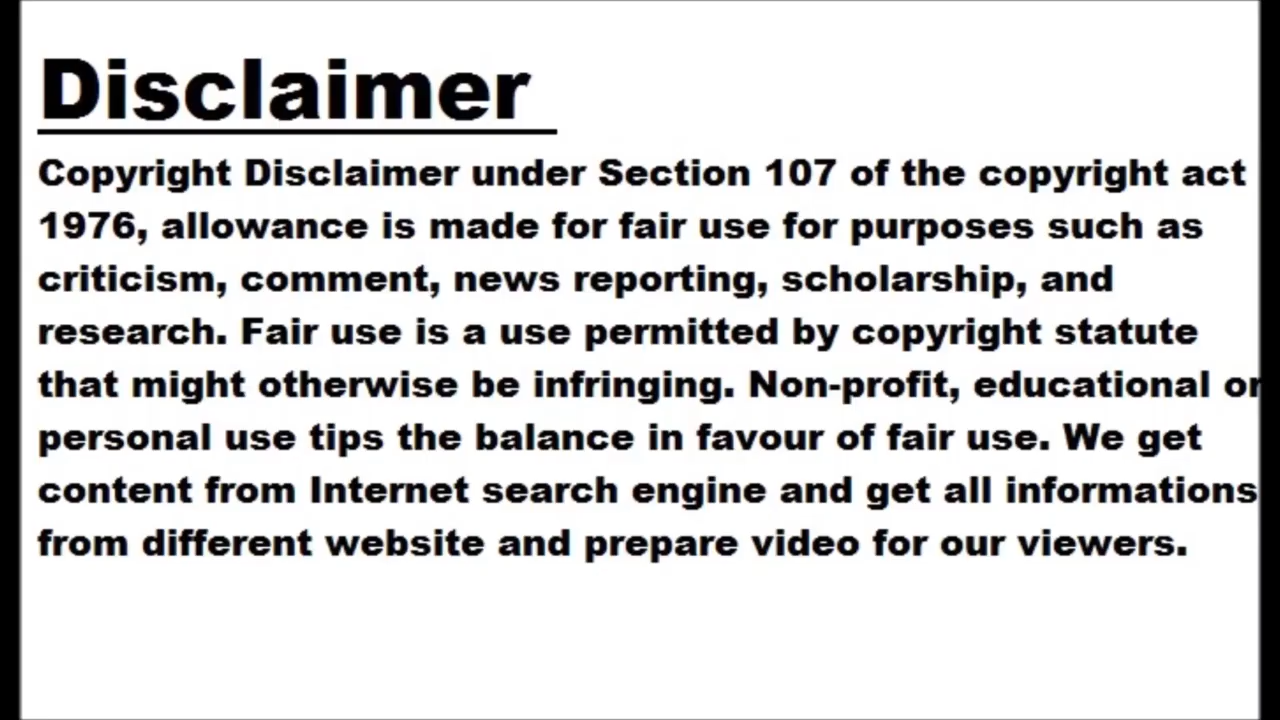 Disclaimer
Copyright Disclaimer under Section 107 of the copyright act
1976, allowance is made for fair use for purposes such as
criticism, comment, news reporting, scholarship, and
research. Fair use is a use permitted by copyright statute
that might otherwise be infringing. Non-profit, educational or
personal use tips the balance in favour of fair use. We get
content from Internet search engine and get all informations
from different website and prepare video for our viewers.